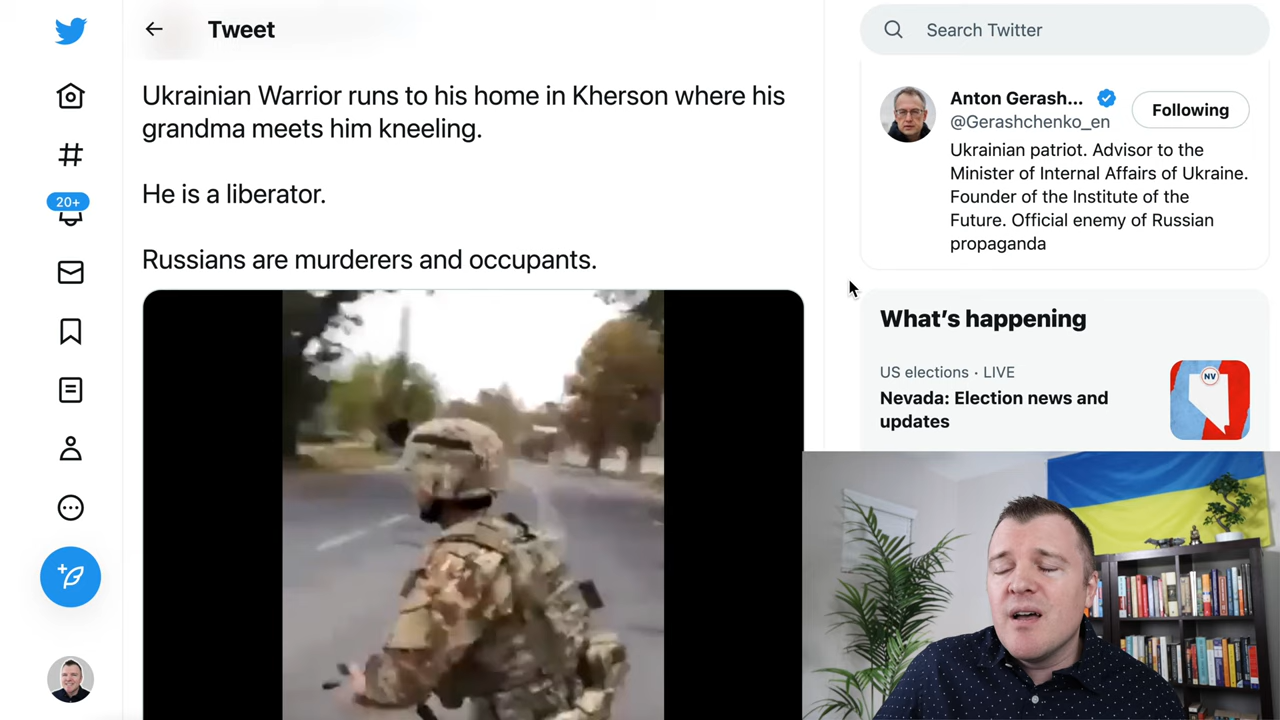 Tweet
Ukrainian Warrior runs to his home in Kherson where his
grandma meets him kneeling.
He is a liberator.
Russians are murderers and occupants.
20+
Search Twitter
Anton Gerash...
@Gerashchenko_en
Following
Ukrainian patriot. Advisor to the
Minister of Internal Affairs of Ukraine.
Founder of the Institute of the
Future. Official enemy of Russian
propaganda
What's happening
US elections · LIVE
Nevada: Election news and
updates
NV